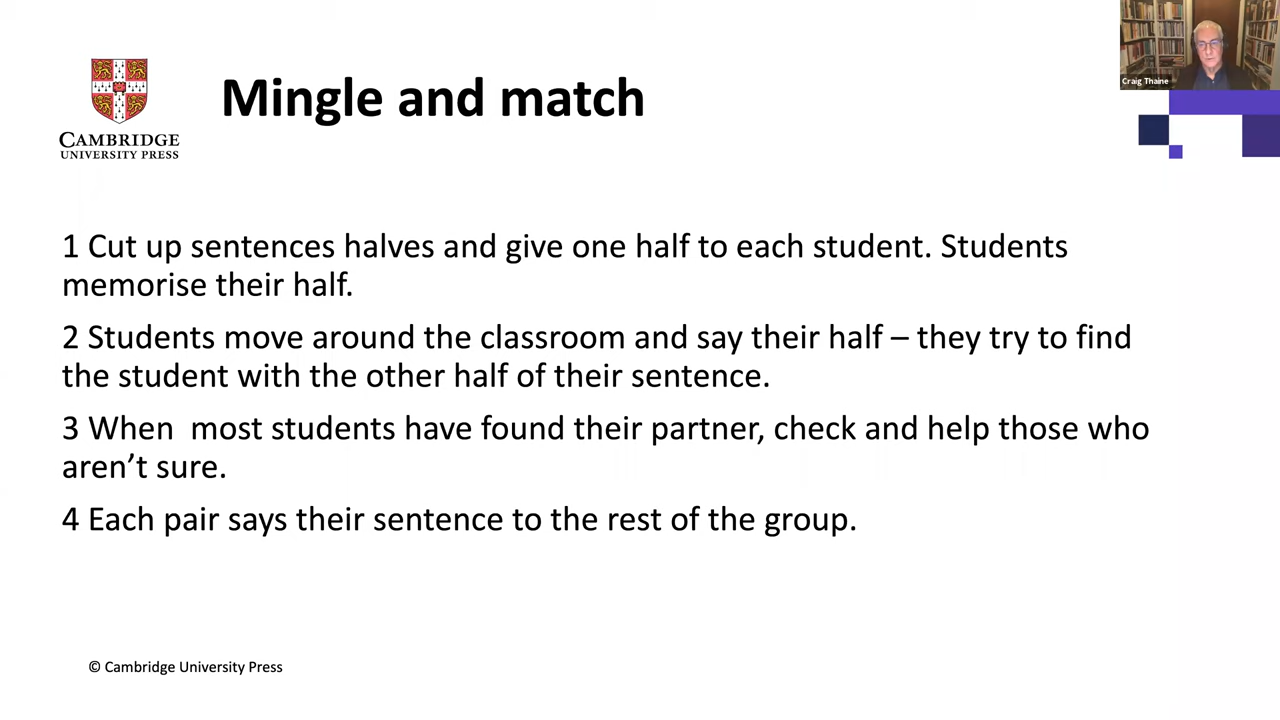 Craig Thaine
CAMBRIDGE
UNIVERSITY PRESS
Mingle and match
1 Cut up sentences halves and give one half to each student. Students
memorise their half.
2 Students move around the classroom and say their half – they try to find
the student with the other half of their sentence.
3 When  most students have found their partner, check and help those who
aren’t sure.
4 Each pair says their sentence to the rest of the group.
© Cambridge University Press